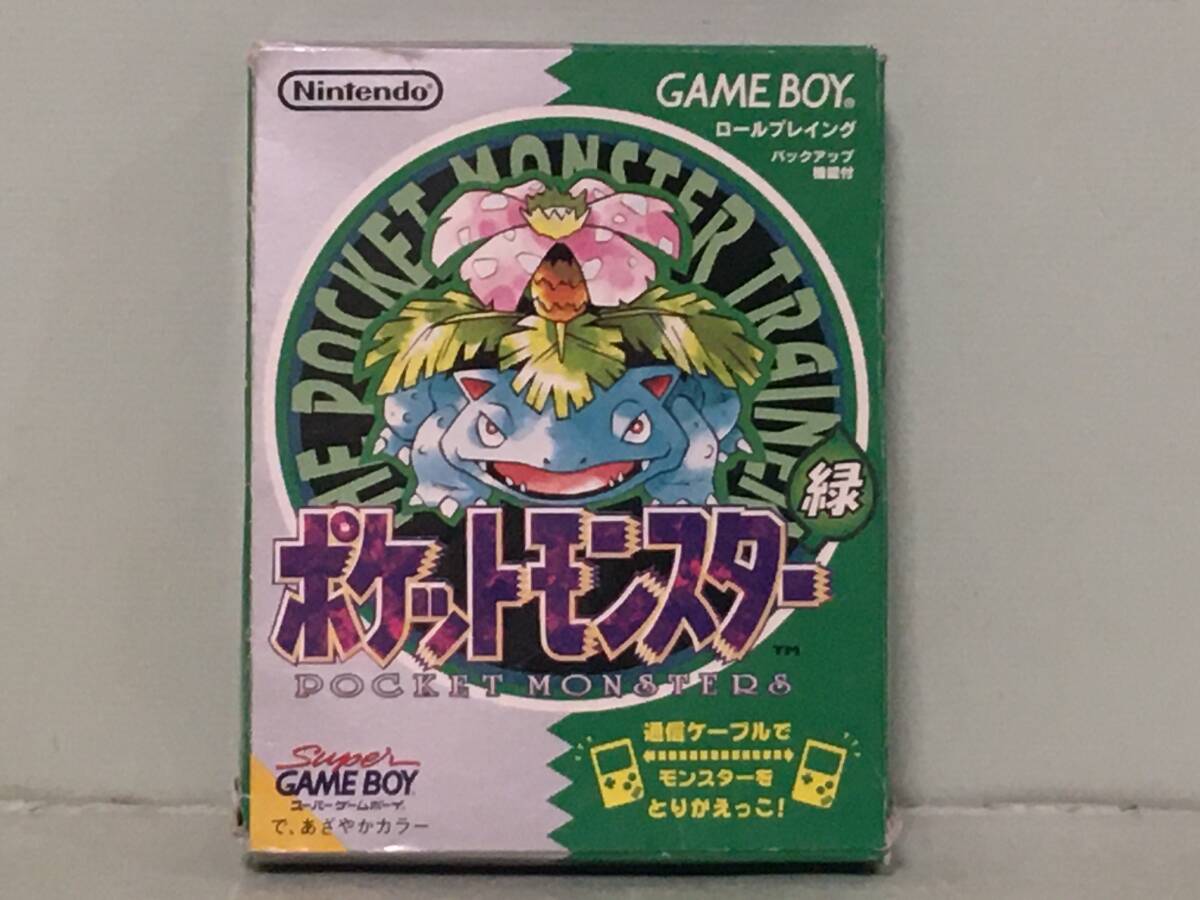 Nintendo®
GAME BOY®
ロールプレイング
バックアップ
機能付
THE POCKET MONSTER TRAINER
緑
ポケットモンスター
TM
POCKET MONSTERS
Super
GAME BOY
スーパーゲームボーイ
で、あざやかカラー
通信ケーブルで
モンスターを
とりかえっこ!